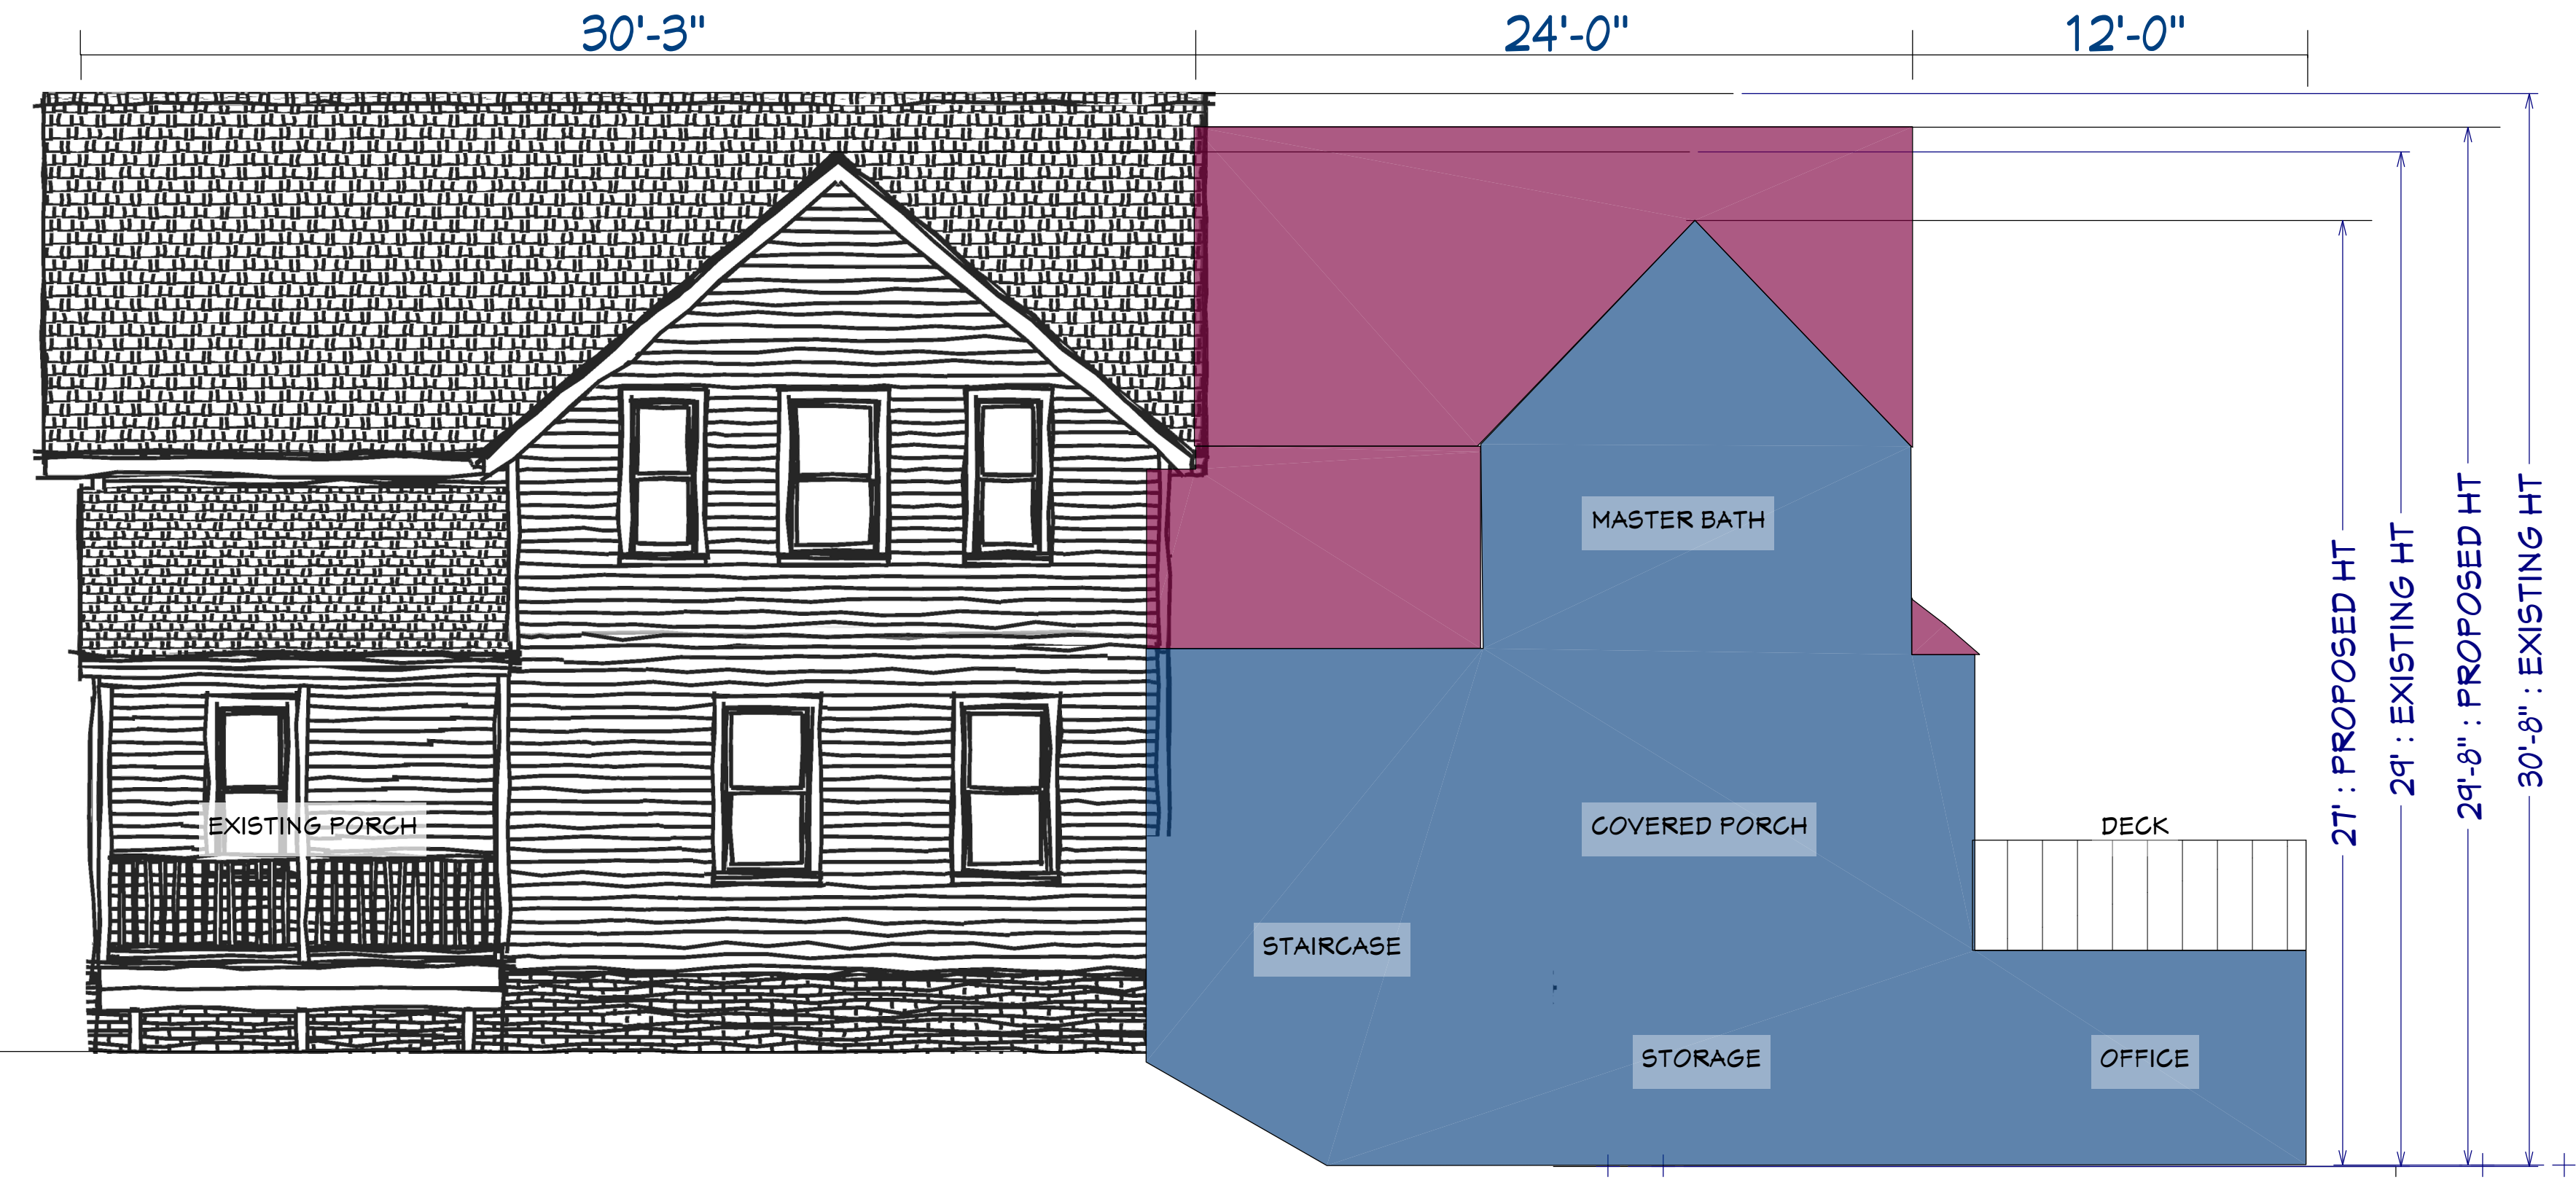 30'-3"
24'-0"
12'-0"
MASTER BATH
EXISTING PORCH
COVERED PORCH
DECK
STAIRCASE
STORAGE
OFFICE
27' : PROPOSED HT
29' : EXISTING HT
29'-8" : PROPOSED HT
30'-8" : EXISTING HT